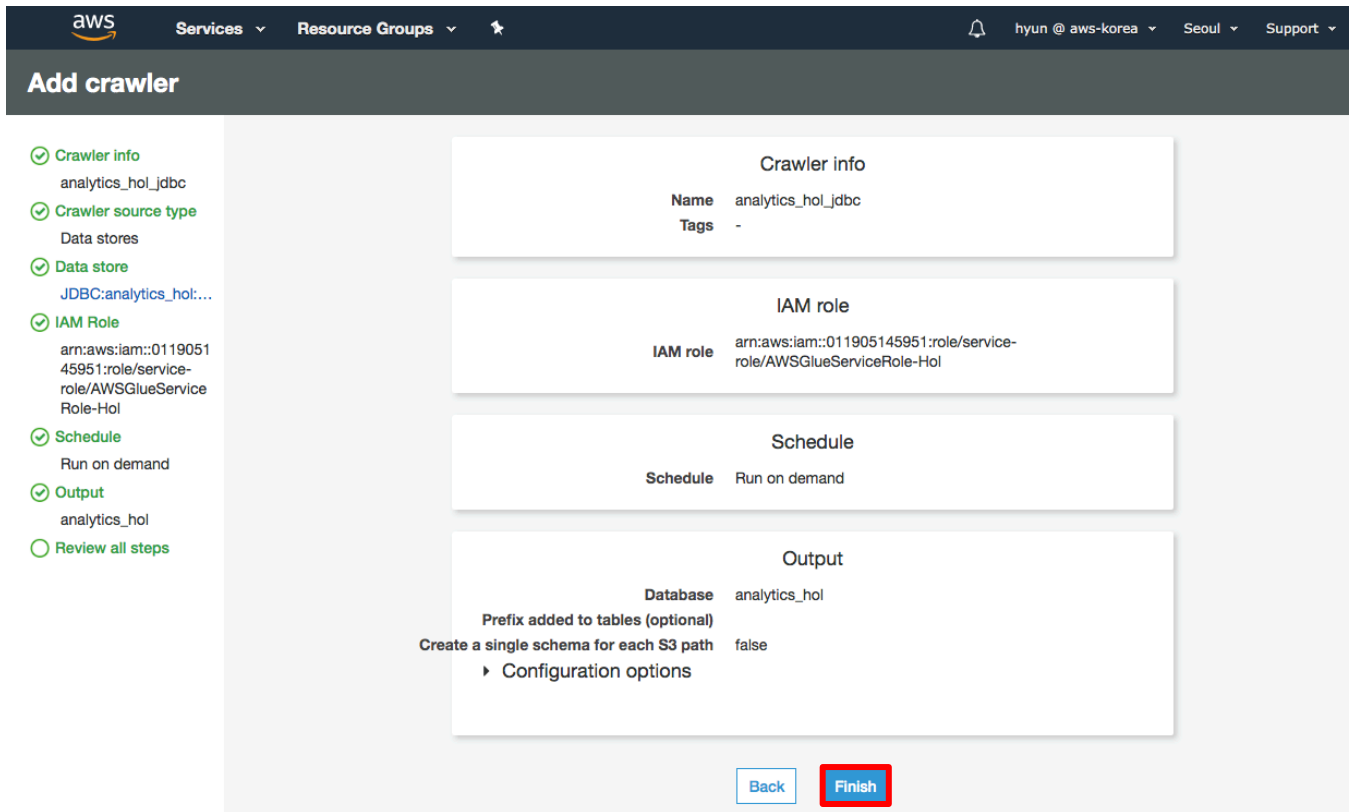 aws
Services
Resource Groups
hyun @ aws-korea
Seoul
Support
Add crawler
Crawler info
analytics_hol_jdbc
Crawler source type
Data stores
Data store
JDBC:analytics_hol:...
IAM Role
arn:aws:iam::0119051
45951:role/service-
role/AWSGlueService
Role-Hol
Schedule
Run on demand
Output
analytics_hol
Review all steps
Crawler info
Name analytics_hol_jdbc
Tags -
IAM role
IAM role arn:aws:iam::011905145951:role/service-
role/AWSGlueServiceRole-Hol
Schedule
Schedule Run on demand
Output
Database analytics_hol
Prefix added to tables (optional)
Create a single schema for each S3 path false
Configuration options
Back
Finish